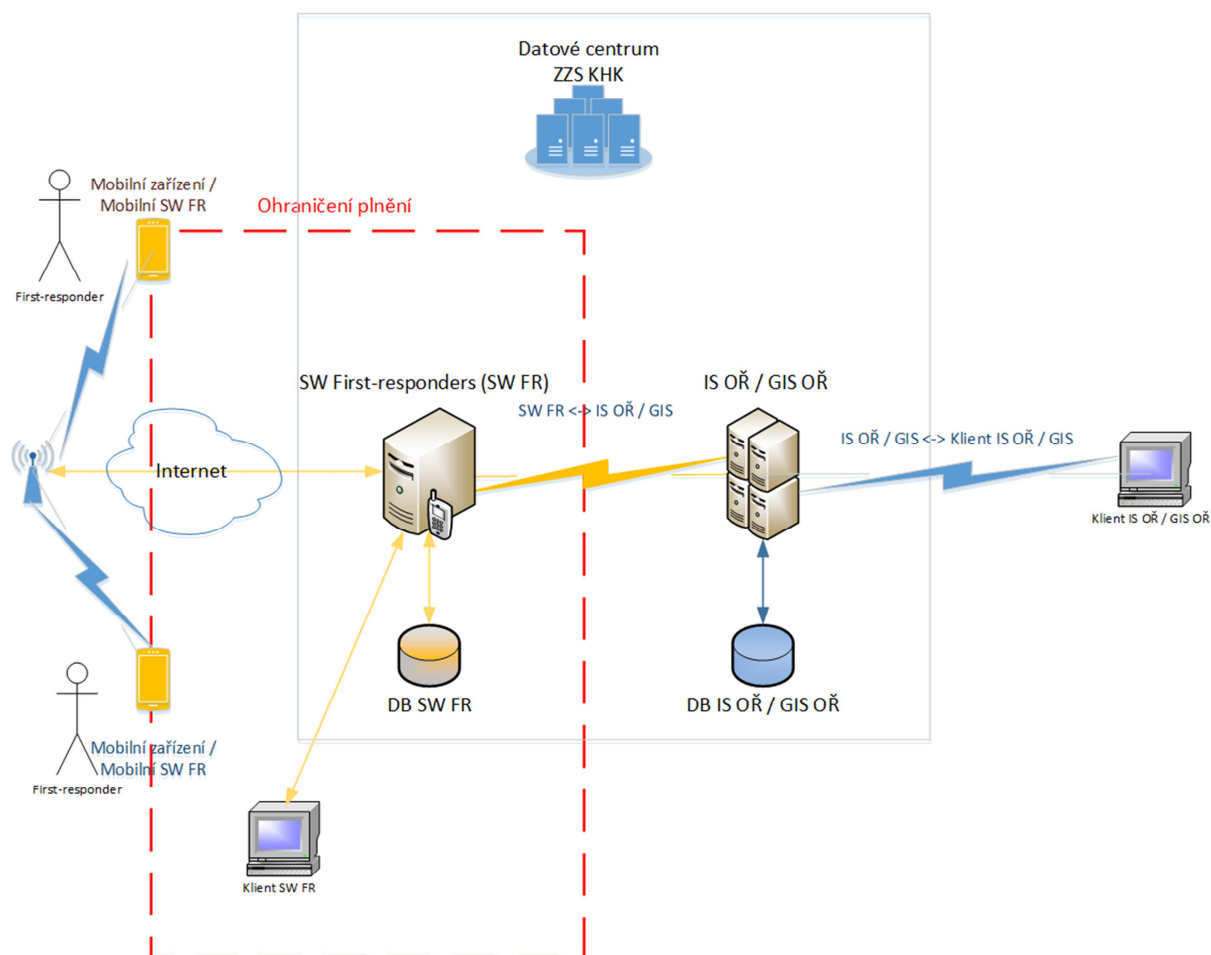 Datové centrum
ZZS KHK
Mobilní zařízení /
Mobilní SW FR
Ohraničení plnění
First-responder
SW First-responders (SW FR)
IS OŘ / GIS OŘ
SW FR <-> IS OŘ / GIS
IS OŘ / GIS <-> Klient IS OŘ / GIS
Internet
Klient IS OŘ / GIS OŘ
DB SW FR
DB IS OŘ / GIS OŘ
Mobilní zařízení /
Mobilní SW FR
First-responder
Klient SW FR